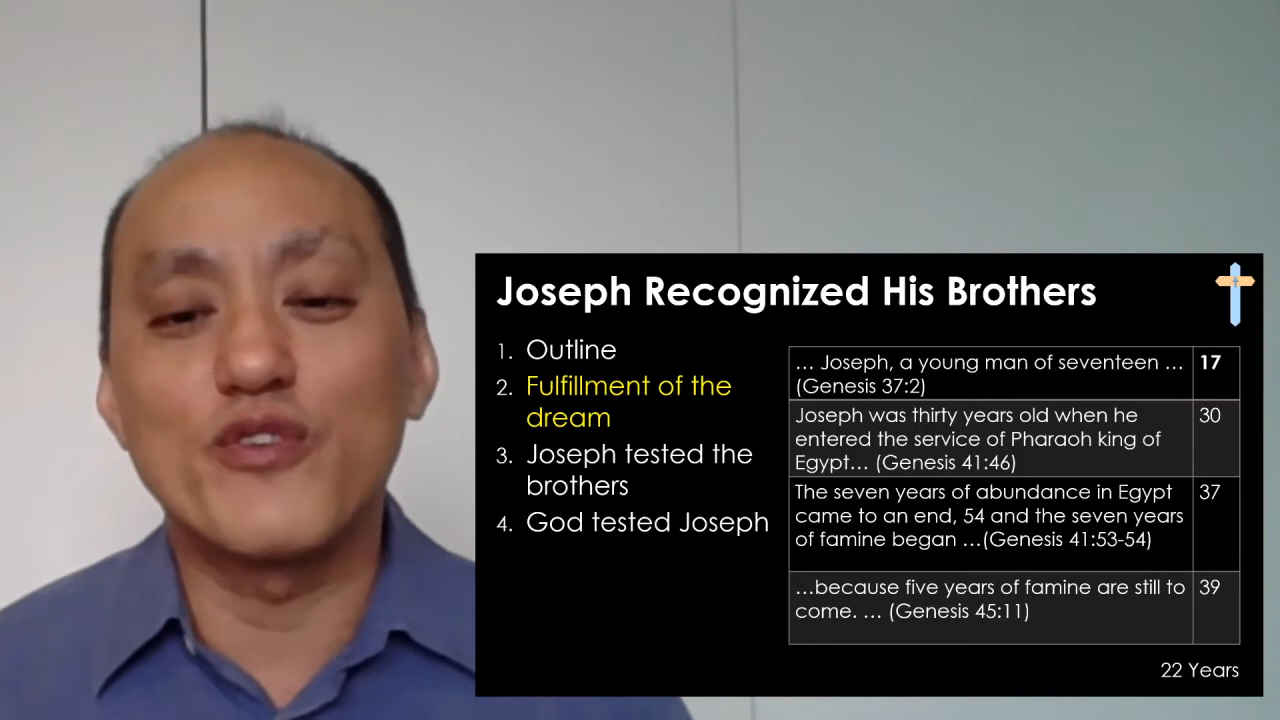 Joseph Recognized His Brothers
1. Outline
2. Fulfillment of the
dream
3. Joseph tested the
brothers
4. God tested Joseph
… Joseph, a young man of seventeen … 17
(Genesis 37:2)
Joseph was thirty years old when he 30
entered the service of Pharaoh king of
Egypt… (Genesis 41:46)
The seven years of abundance in Egypt 37
came to an end, 54 and the seven years
of famine began …(Genesis 41:53-54)
…because five years of famine are still to 39
come. … (Genesis 45:11)
22 Years